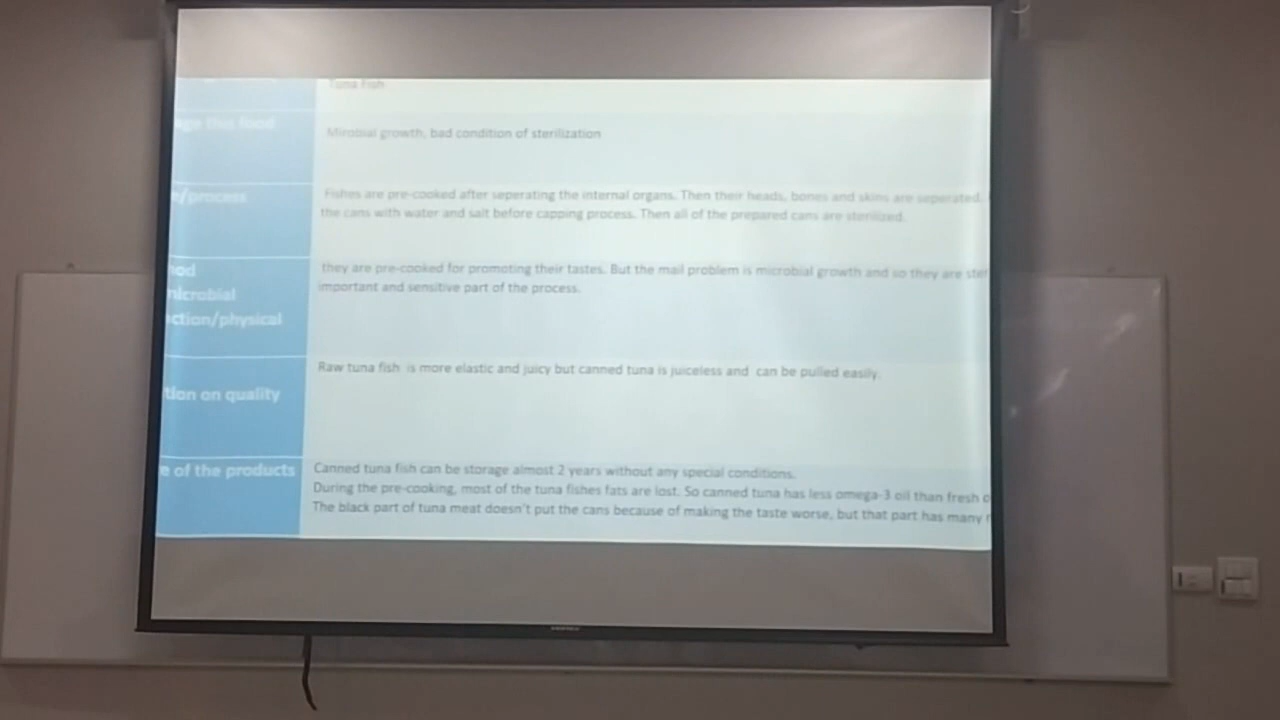 Tuna Fish
age this food
Mirobial growth, bad condition of sterilization
e/process
Fishes are pre-cooked after seperating the internal organs. Then their heads, bones and skins are seperated.
the cans with water and salt before capping process. Then all of the prepared cans are sterilized.
hod
microbial
ction/physical
they are pre-cooked for promoting their tastes. But the mail problem is microbial growth and so they are ster
important and sensitive part of the process.
tion on quality
Raw tuna fish is more elastic and juicy but canned tuna is juiceless and can be pulled easily.
e of the products
Canned tuna fish can be storage almost 2 years without any special conditions.
During the pre-cooking, most of the tuna fishes fats are lost. So canned tuna has less omega-3 oil than fresh o
The black part of tuna meat doesn't put the cans because of making the taste worse, but that part has many